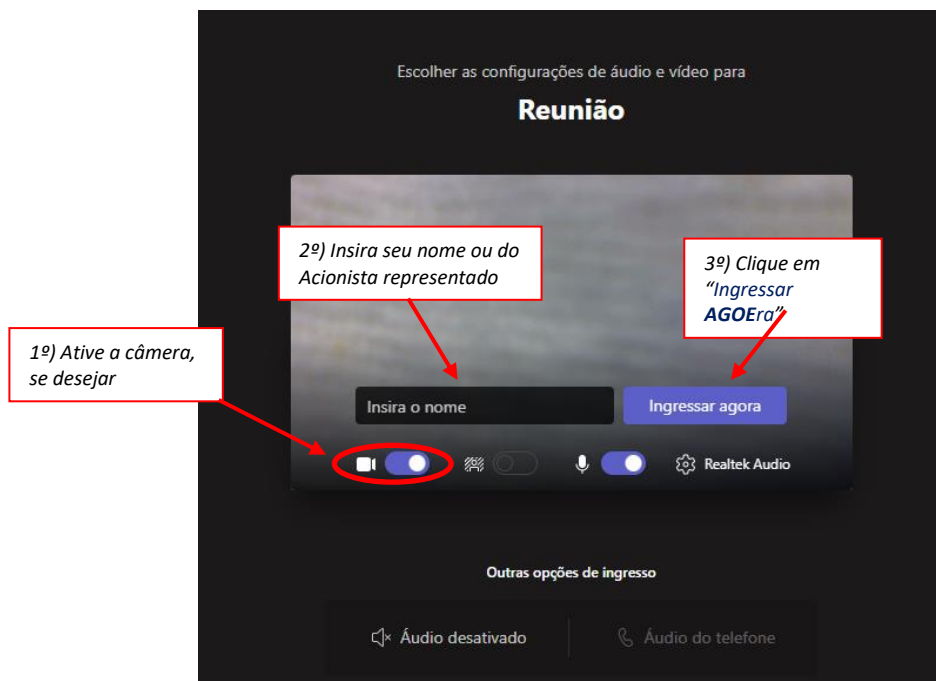 Escolher as configurações de áudio e vídeo para
Reunião
2º) Insira seu nome ou do
Acionista representado
3º) Clique em
“Ingressar
AGOEra”
1º) Ative a câmera,
se desejar
Insira o nome
Ingressar agora
Realtek Audio
Outras opções de ingresso
Áudio desativado
Áudio do telefone